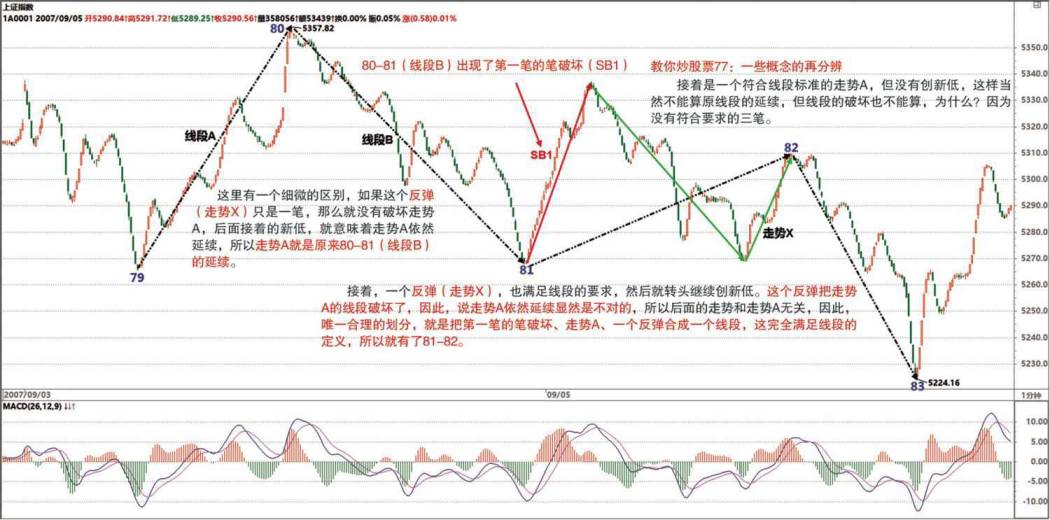 上证指数
1A0001 2007/09/05 开5290.84↑高5291.72↑低5289.25↑收5290.56↑量358056↑额53439↑换0.00% 振0.05% 涨(0.58)0.01%
80
5357.82
80-81（线段B）出现了第一笔的笔破坏（SB1）
教你炒股票77：一些概念的再分辨
接着是一个符合线段标准的走势A，但没有创新低，这样当
然不能算原线段的延续，但线段的破坏也不能算，为什么？因为
没有符合要求的三笔。
线段A
线段B
SB1
82
这里有一个细微的区别，如果这个反弹
（走势X）只是一笔，那么就没有破坏走势
A，后面接着的新低，就意味着走势A依然
延续，所以走势A就是原来80-81（线段B）
的延续。
走势X
79
81
接着，一个反弹（走势X），也满足线段的要求，然后就转头继续创新低。这个反弹把走势
A的线段破坏了，因此，说走势A依然延续显然是不对的，所以后面的走势和走势A无关，因此，
唯一合理的划分，就是把第一笔的笔破坏、走势A、一个反弹合成一个线段，这完全满足线段的
定义，所以就有了81-82。
83
5224.16
5350.00
5340.00
5330.00
5320.00
5310.00
5300.00
5290.00
5280.00
5270.00
5260.00
5250.00
5240.00
5230.00
2007/09/03
09/05
1分钟
MACD(26,12,9)↓↓↑
10.00
5.00
0.00
-5.00
-10.00